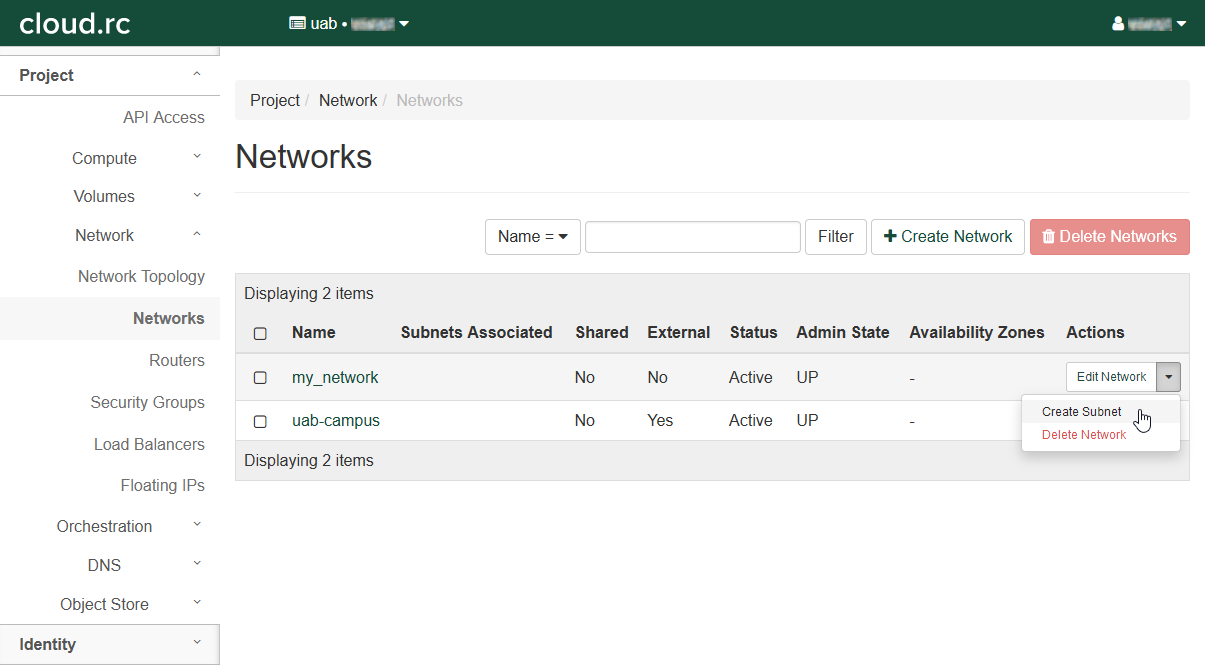 cloud.rc
uab •
Project
API Access
Compute
Volumes
Network
Network Topology
Networks
Routers
Security Groups
Load Balancers
Floating IPs
Orchestration
DNS
Object Store
Identity
Project / Network / Networks
Networks
Name = Filter Create Network Delete Networks
Displaying 2 items
Name Subnets Associated Shared External Status Admin State Availability Zones Actions
my_network No No Active UP - Edit Network
uab-campus No Yes Active UP -
Create Subnet
Delete Network
Displaying 2 items